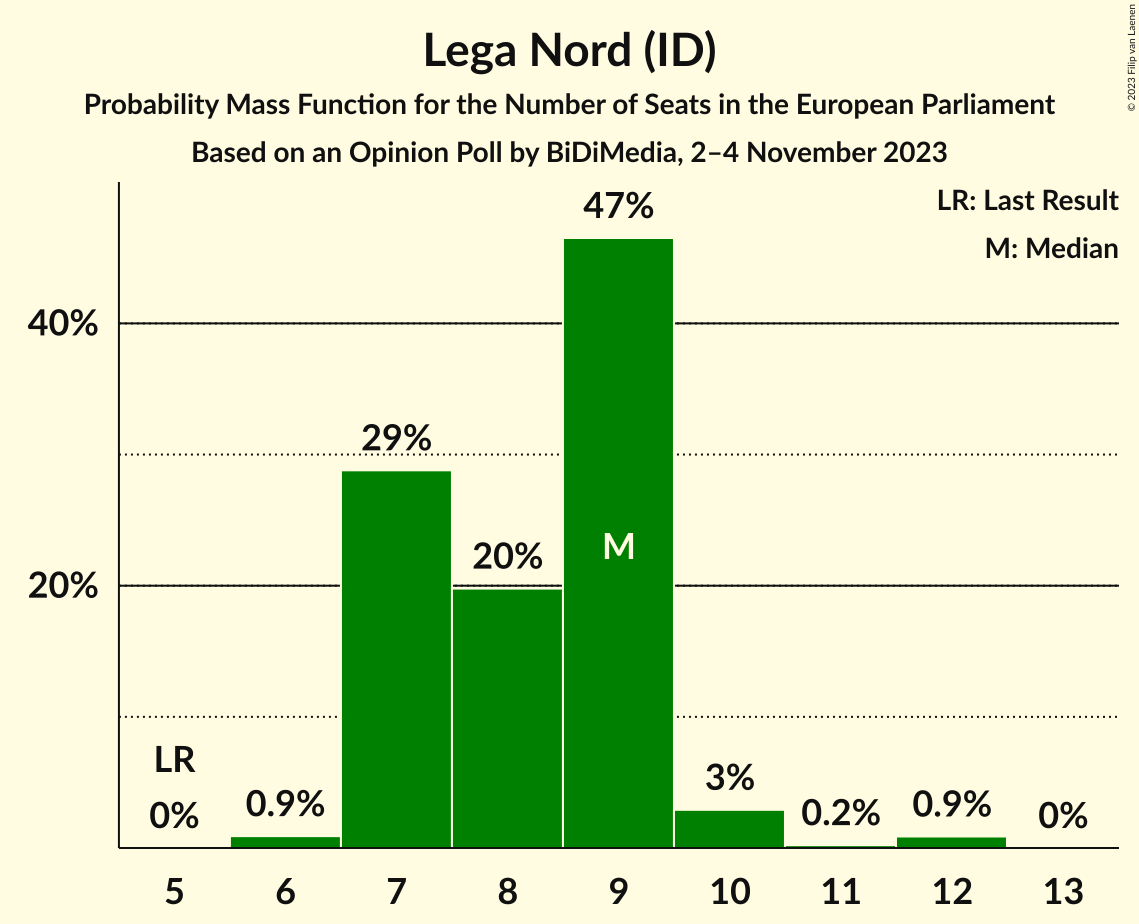 Lega Nord (ID)
Probability Mass Function for the Number of Seats in the European Parliament
Based on an Opinion Poll by BiDiMedia, 2–4 November 2023
© 2023 Filip van Laenen
LR: Last Result
M: Median
47%
40%
29%
20%
M
20%
LR
0%
0.9%
3%
0.2%
0.9%
0%
5 6 7 8 9 10 11 12 13